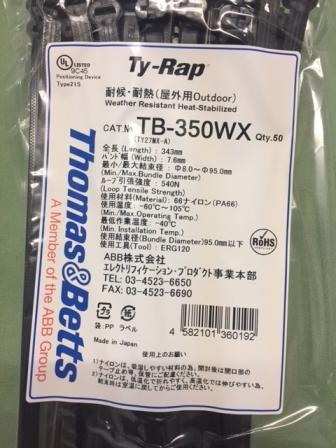 UL LISTED
9C45
Positioning Device
Type21S
Ty-Rap®
耐候・耐熱(屋外用Outdoor)
Weather Resistant Heat-Stabilized
CAT.No. TB-350WX Qty.50
(TY27MX-A)
全長 (Length) : 343mm
バンド幅 (Width) : 7.6mm
最小/最大結束径 : Φ8.0~Φ95.0mm
(Min./Max.Bundle Diameter)
ループ引張強度 : 540N
(Loop Tensile Strength)
使用材料(Material) : 66ナイロン(PA66)
使用温度 : -60℃~105℃
(Min./Max.Operating Temp.)
最低使用温度 : -40℃
(Min. Installation Temp.)
使用結束径(Bundle Diameter)95.0mm以下
使用工具(Tool) : ERG120
ABB株式会社
エレクトリフィケーション・プロダクト事業本部
TEL: 03-4523-6650
FAX: 03-4523-6690
RoHS
Thomas&Betts
A Member of the ABB Group
プラ
紙
袋:PP ラベル
Made in Japan
4 582101 360192
使用上のお願い